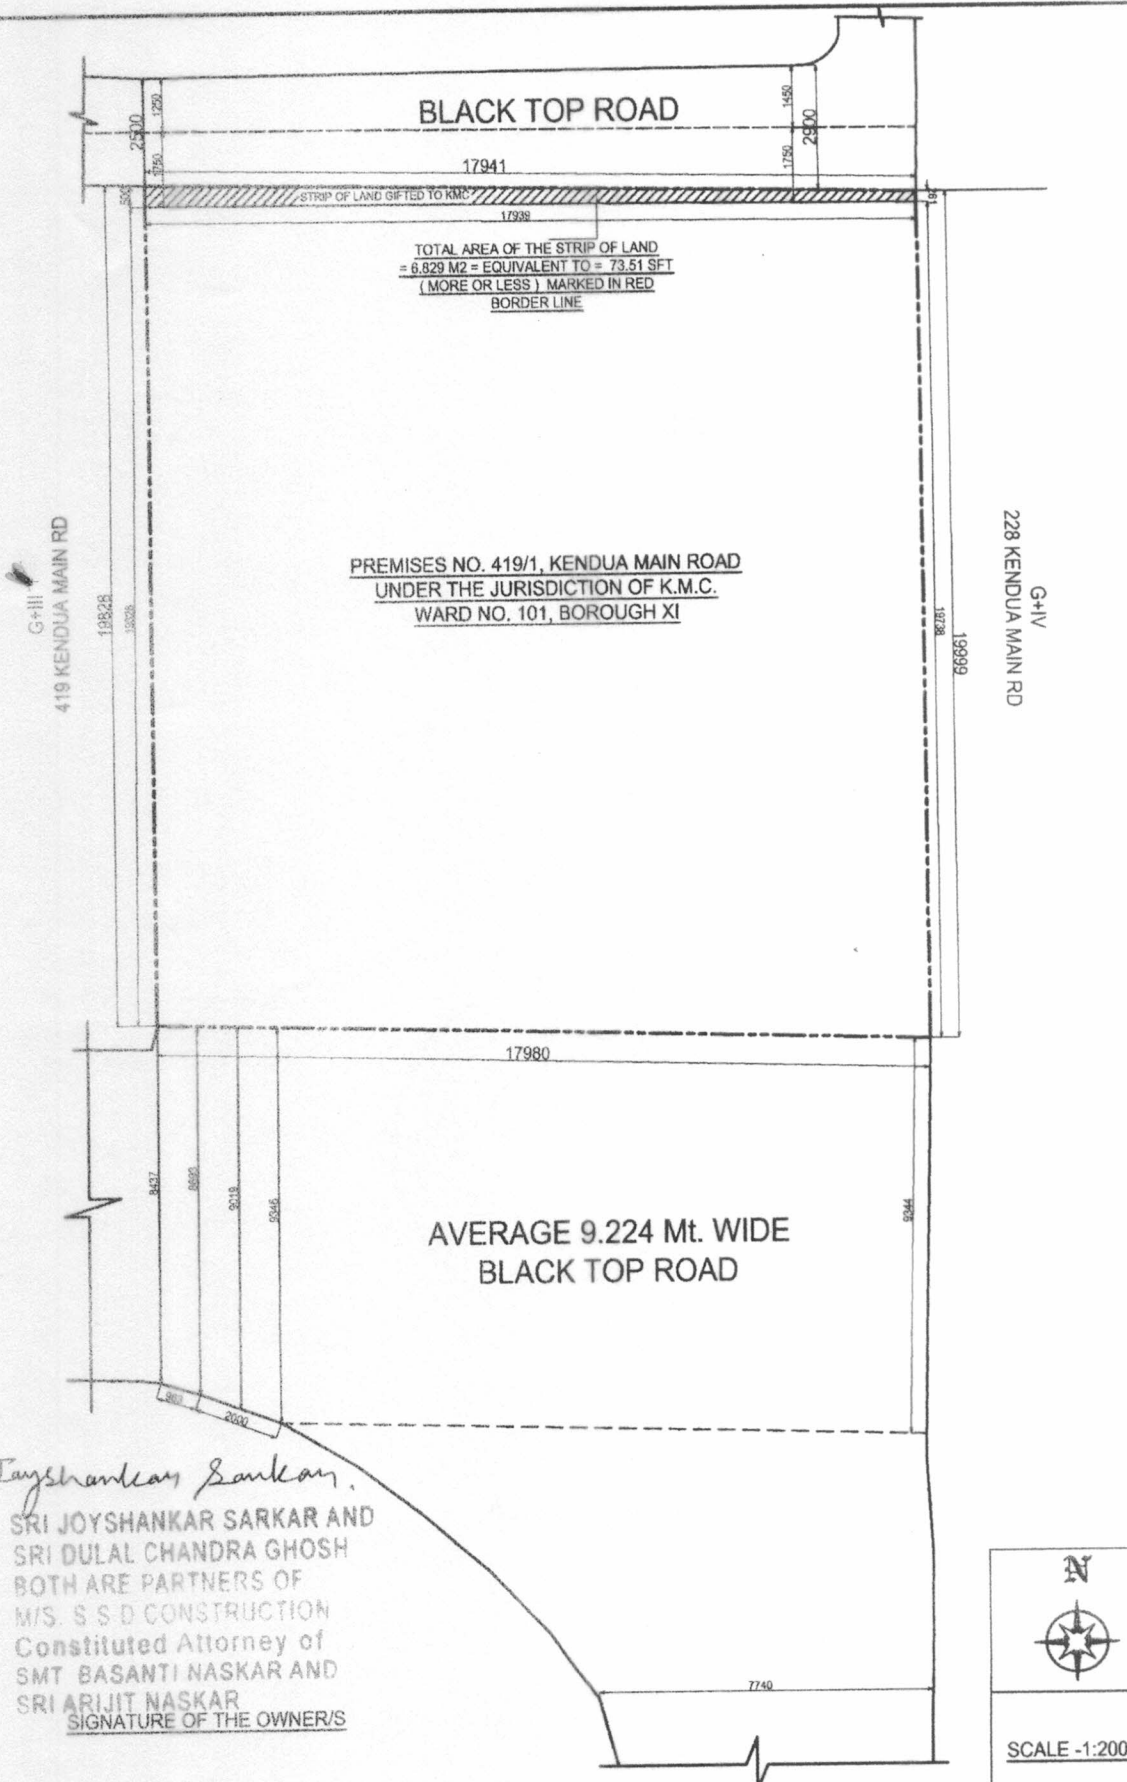 BLACK TOP ROAD
2500
1250
1750
1450
1750
2900
17941
500
STRIP OF LAND GIFTED TO KMC
17939
TOTAL AREA OF THE STRIP OF LAND
= 6.829 M2 = EQUIVALENT TO = 73.51 SFT
( MORE OR LESS ) MARKED IN RED
BORDER LINE
G+III
419 KENDUA MAIN RD
19828
PREMISES NO. 419/1, KENDUA MAIN ROAD
UNDER THE JURISDICTION OF K.M.C.
WARD NO. 101, BOROUGH XI
19738
19999
G+IV
228 KENDUA MAIN RD
17980
8437
8693
9019
9346
9344
AVERAGE 9.224 Mt. WIDE
BLACK TOP ROAD
2000
Joyshankar Sarkar.
SRI JOYSHANKAR SARKAR AND
SRI DULAL CHANDRA GHOSH
BOTH ARE PARTNERS OF
M/S. S S D CONSTRUCTION
Constituted Attorney of
SMT BASANTI NASKAR AND
SRI ARIJIT NASKAR
SIGNATURE OF THE OWNER/S
7740
N
SCALE -1:200